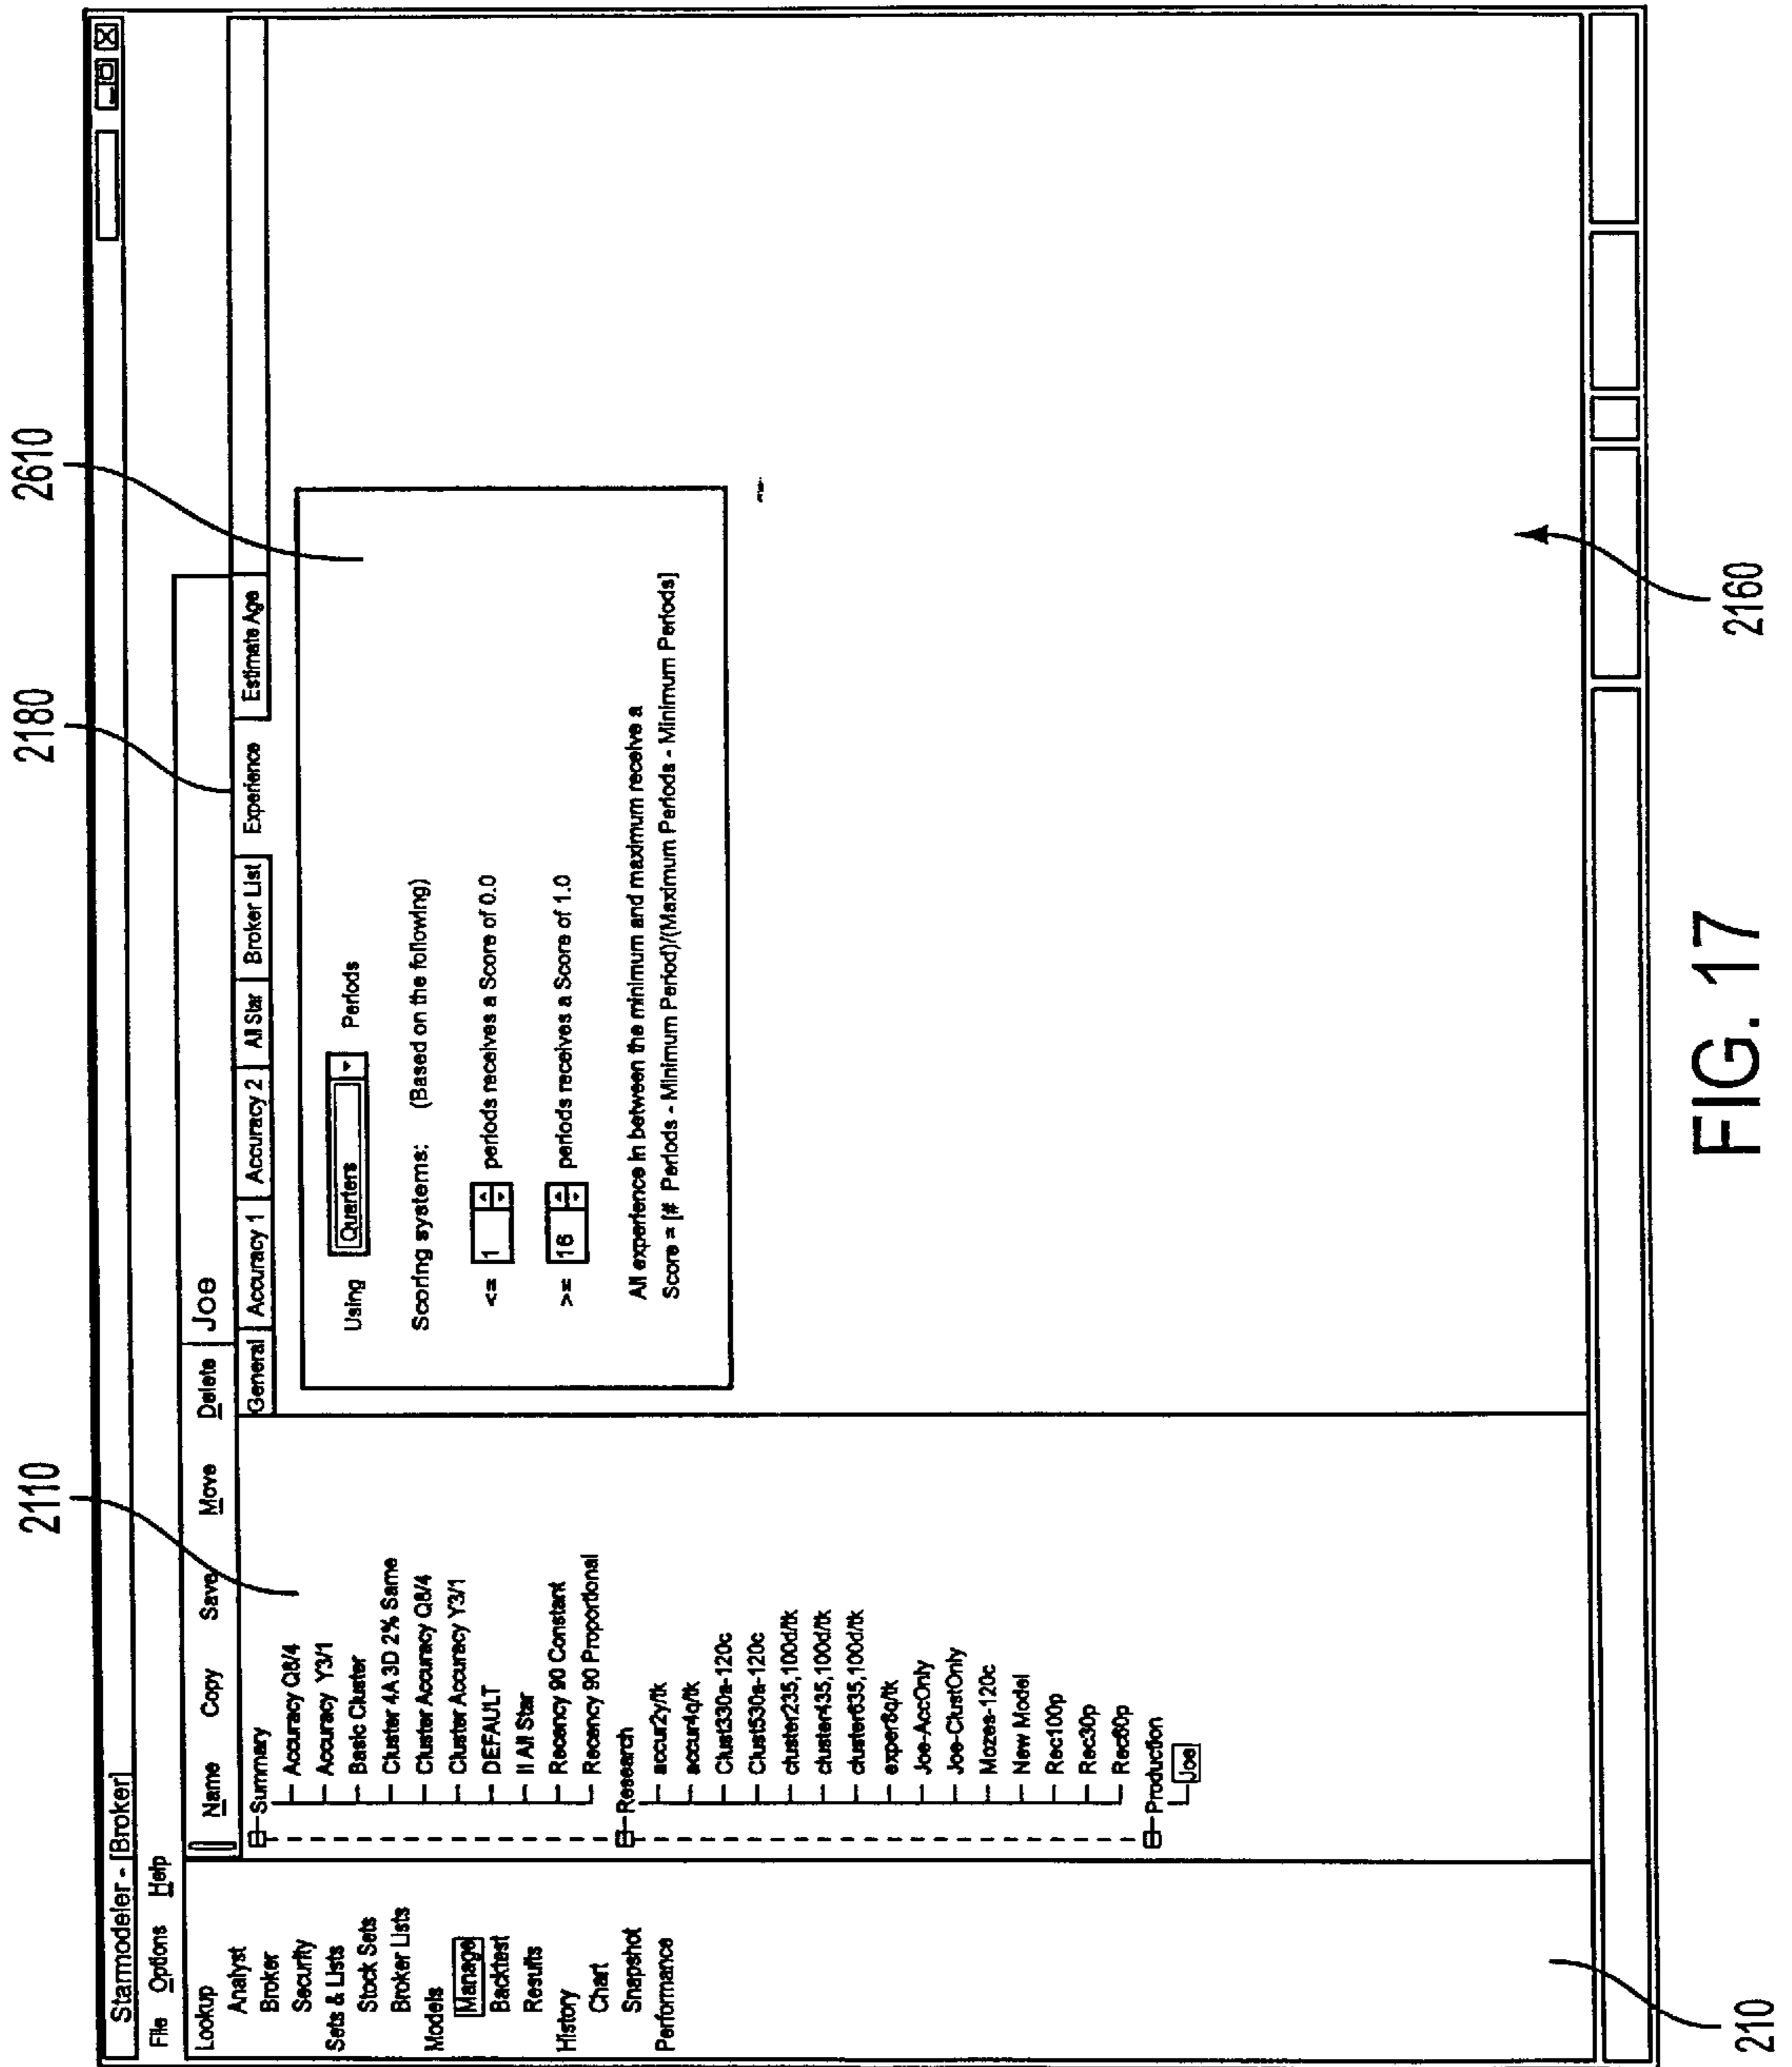 2110
2180
2610
Starmodeler - [Broker]
File Options Help
Lookup
Analyst
Broker
Security
Sets & Lists
Stock Sets
Broker Lists
Models
Manage
Backtest
Results
History
Chart
Snapshot
Performance
Name Copy Save Move Delete Joe
Summary
Accuracy Q8/4
Accuracy Y3/1
Basic Cluster
Cluster 4A 3D 2% Same
Cluster Accuracy Q8/4
Cluster Accuracy Y3/1
DEFAULT
II All Star
Recency 90 Constant
Recency 90 Proportional
Research
accur2y/tk
accur4q/tk
Clust330a-120c
Clust530a-120c
cluster235,100d/tk
cluster435,100d/tk
cluster635,100d/tk
exper8q/tk
Joe-AccOnly
Joe-ClustOnly
Mozes-120c
New Model
Rec100p
Rec30p
Rec60p
Production
Joe
General Accuracy 1 Accuracy 2 All Star Broker List Experience Estimate Age
Using Quarters Periods
Scoring systems: (Based on the following)
<= 1 periods receives a Score of 0.0
>= 16 periods receives a Score of 1.0
All experience in between the minimum and maximum receive a
Score = [# Periods - Minimum Period)/(Maximum Periods - Minimum Periods]
210
2160
FIG. 17